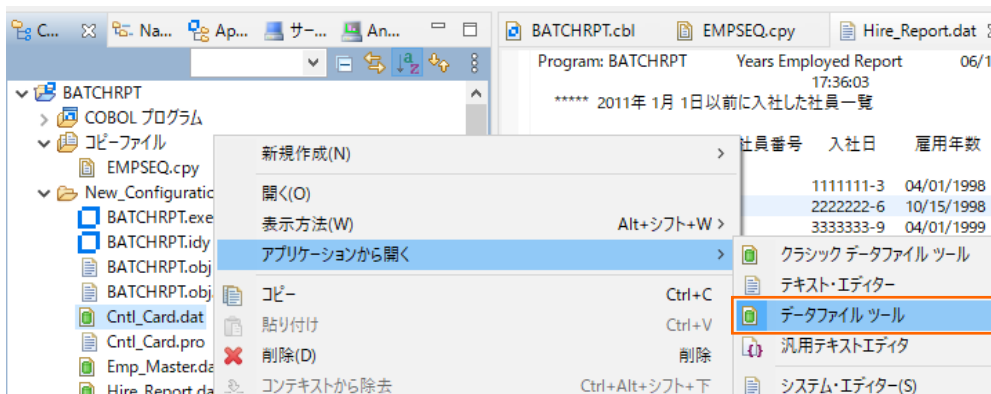 C... Na... Ap... サー... An...
BATCHRPT.cbl EMPSEQ.cpy Hire_Report.dat
BATCHRPT
COBOL プログラム
コピーファイル
EMPSEQ.cpy
New_Configuratio
BATCHRPT.exe
BATCHRPT.idy
BATCHRPT.obj
BATCHRPT.obj
Cntl_Card.dat
Cntl_Card.pro
Emp_Master.da
Hire_Report.da
Program: BATCHRPT Years Employed Report 06/1
17:36:03
***** 2011年 1月 1日以前に入社した社員一覧
社員番号 入社日 雇用年数
1111111-3 04/01/1998
2222222-6 10/15/1998
3333333-9 04/01/1999
新規作成(N)
開く(O)
表示方法(W) Alt+シフト+W
アプリケーションから開く
コピー Ctrl+C
貼り付け Ctrl+V
削除(D) 削除
コンテキストから除去 Ctrl+Alt+シフト+下
クラシック データファイル ツール
テキスト・エディター
データファイル ツール
汎用テキストエディタ
システム・エディター(S)